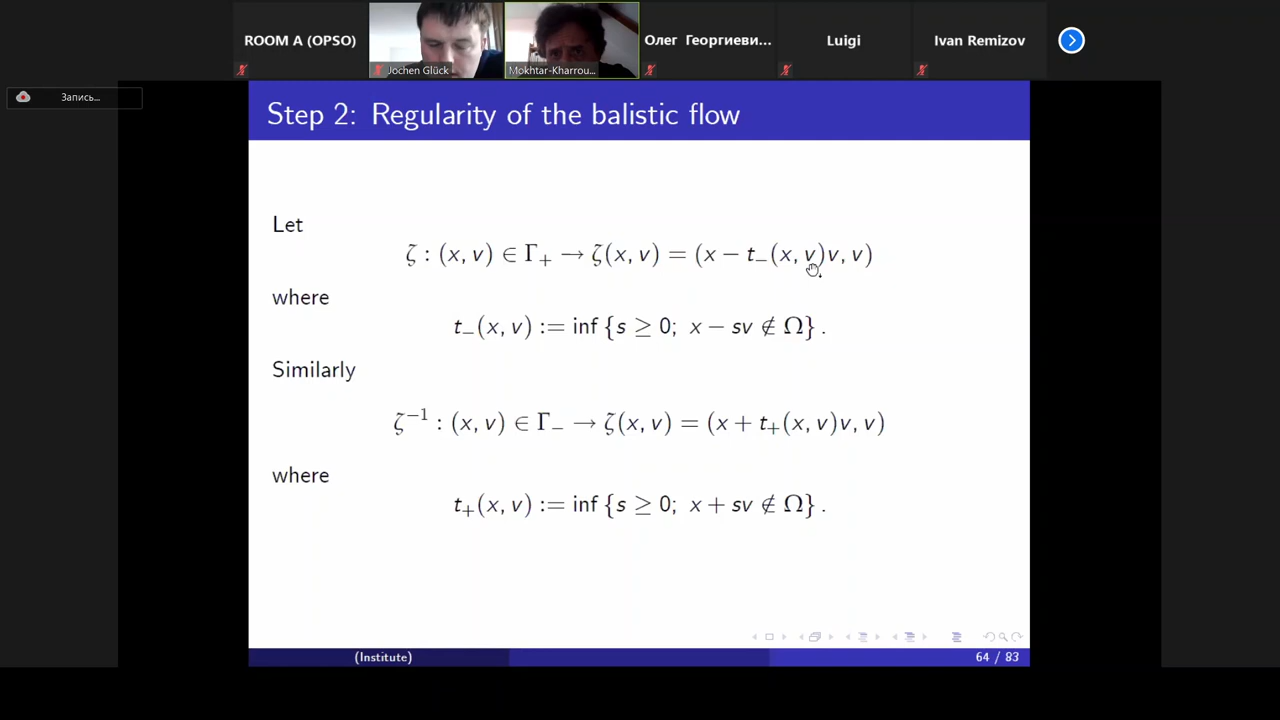 ROOM A (OPSO)
Jochen Glück
Mokhtar-Kharrou...
Олег Георгиеви...
Luigi
Ivan Remizov
Запись...
Step 2: Regularity of the balistic flow
Let
ζ : (x, v) ∈ Γ₊ → ζ(x, v) = (x − t₋(x, v)v, v)
where
t₋(x, v) := inf {s ≥ 0; x − sv ∉ Ω} .
Similarly
ζ⁻¹ : (x, v) ∈ Γ₋ → ζ(x, v) = (x + t₊(x, v)v, v)
where
t₊(x, v) := inf {s ≥ 0; x + sv ∉ Ω} .
(Institute)
64 / 83